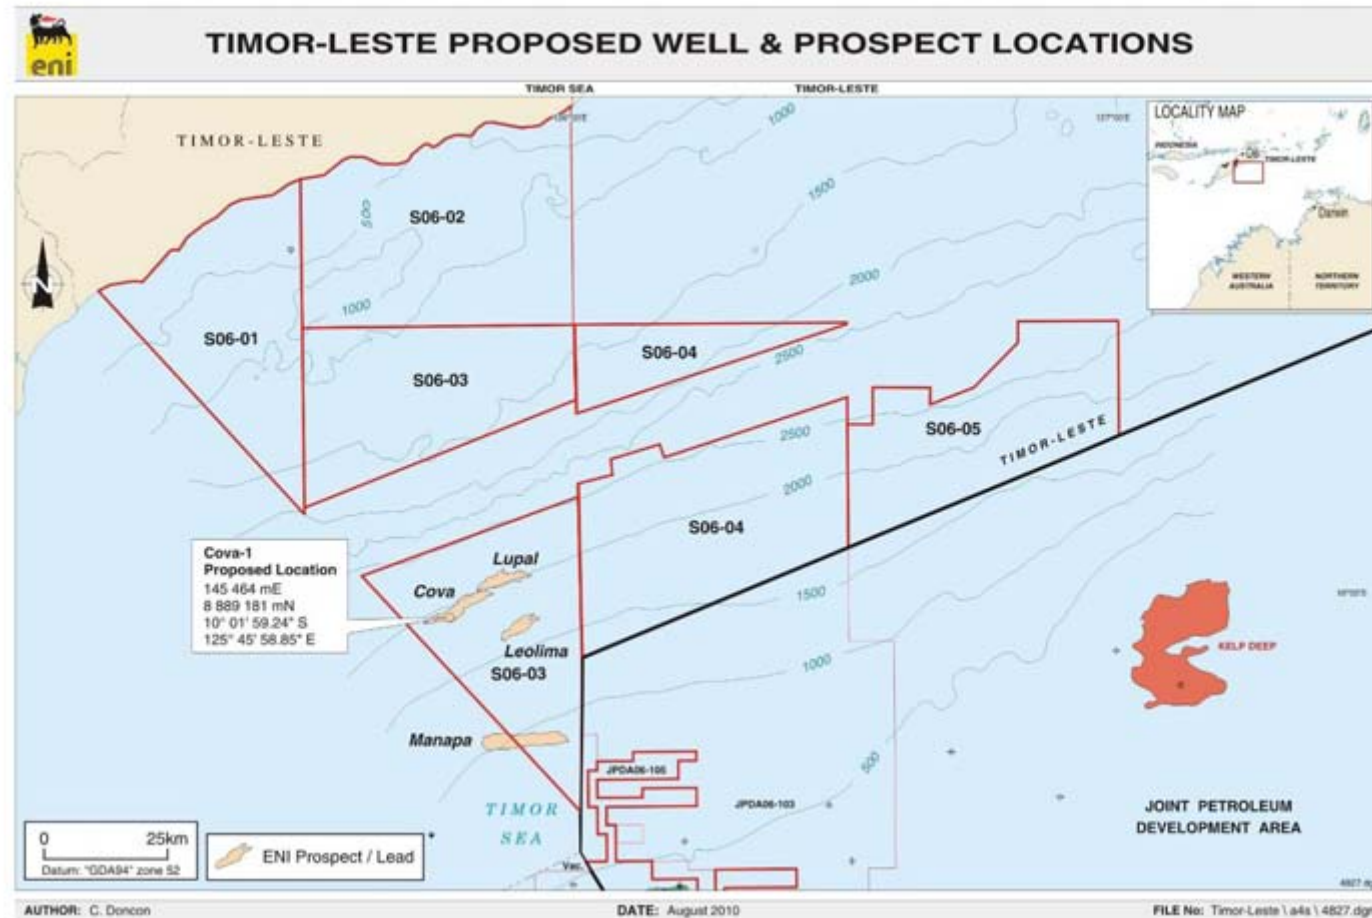 eni
TIMOR-LESTE PROPOSED WELL & PROSPECT LOCATIONS
TIMOR SEA
TIMOR-LESTE
TIMOR-LESTE
127°00'E
LOCALITY MAP
INDONESIA
TIMOR-LESTE
Darwin
WESTERN
AUSTRALIA
NORTHERN
TERRITORY
1000
1500
500
S06-02
2000
1000
S06-01
S06-04
2500
S06-03
2500
S06-05
TIMOR-LESTE
2000
S06-04
Cova-1
Proposed Location
145 464 mE
8 889 181 mN
10° 01' 59.24" S
125° 45' 58.85" E
Lupal
Cova
1500
Leolima
S06-03
1000
KELP DEEP
Manapa
500
JPDA06-105
JPDA06-103
TIMOR
SEA
JOINT PETROLEUM
DEVELOPMENT AREA
0 25km
Datum: "GDA94" zone 52
ENI Prospect / Lead
Vac.
AUTHOR: C. Doncon
DATE: August 2010
FILE No: Timor-Leste \ a4s \ 4827.dgn